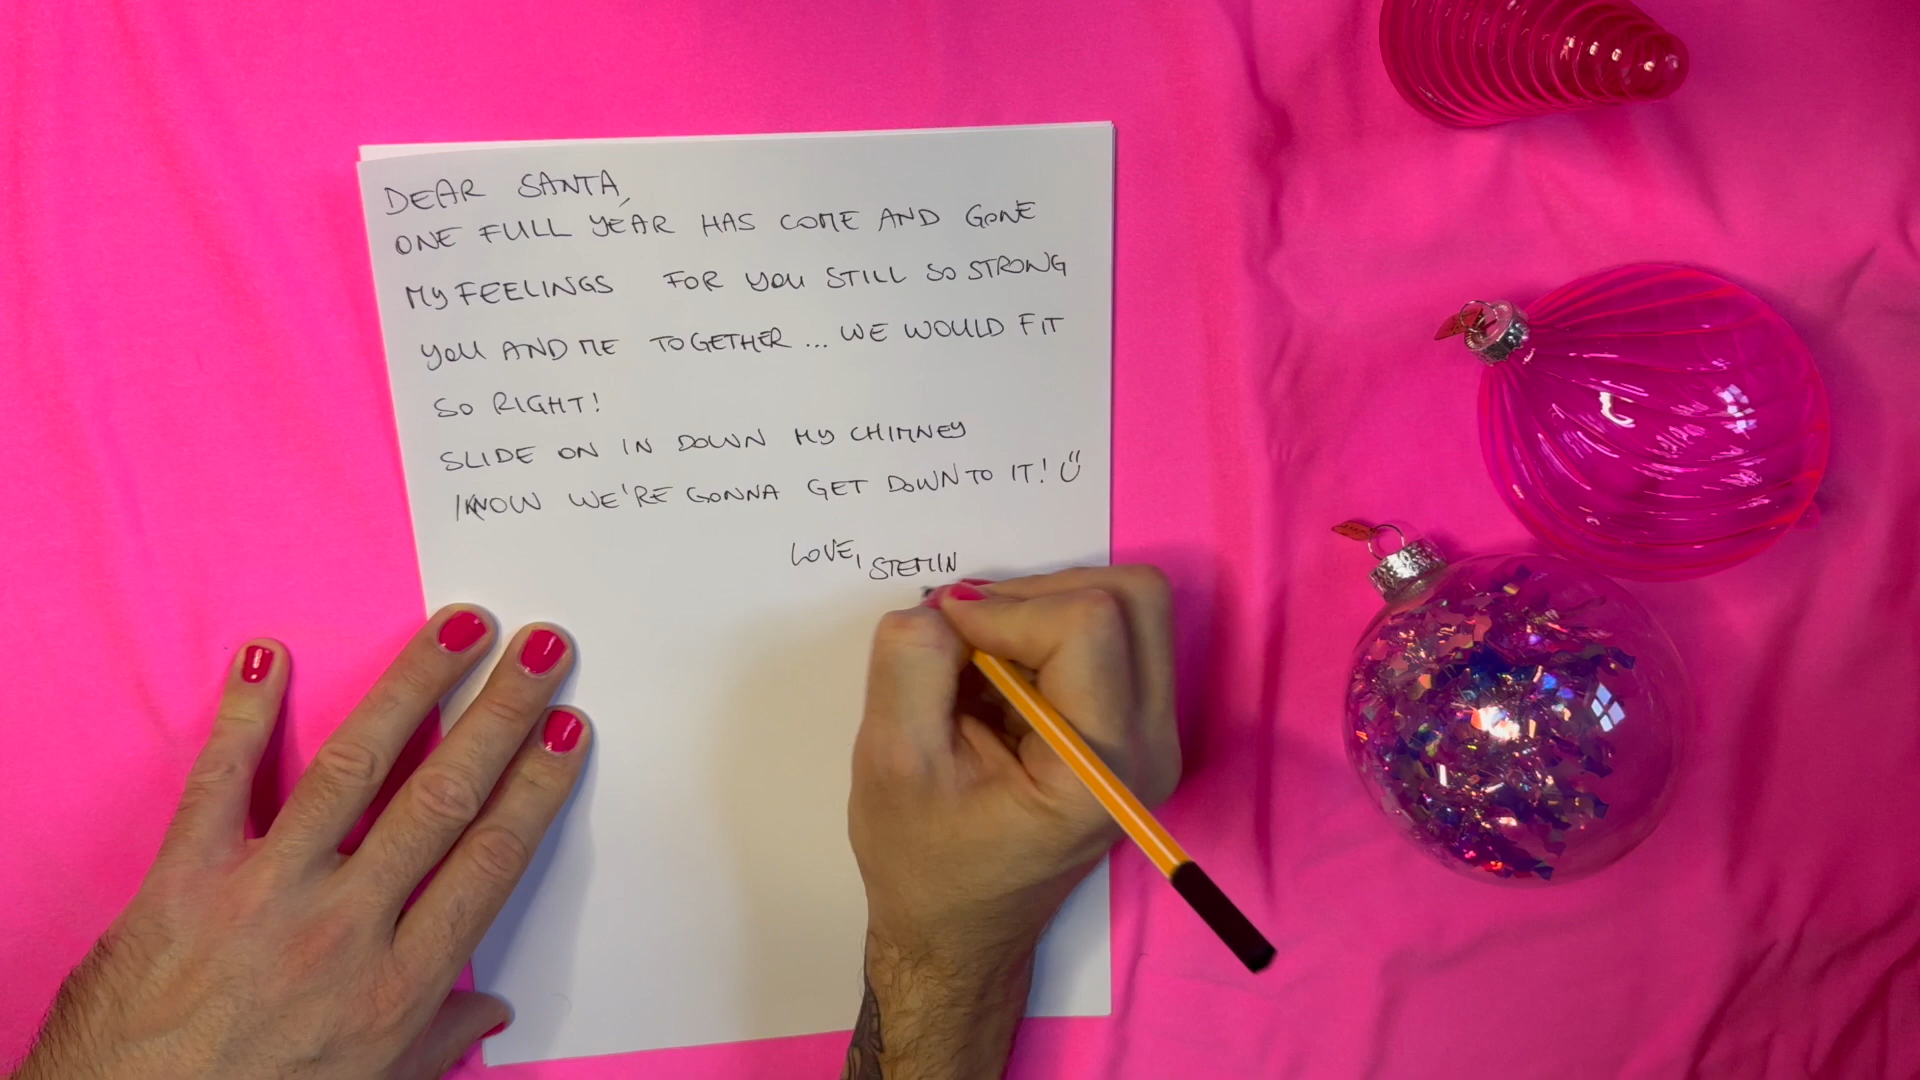 DEAR SANTA,
ONE FULL YEAR HAS COME AND GONE
MY FEELINGS FOR YOU STILL SO STRONG
YOU AND ME TOGETHER... WE WOULD FIT
SO RIGHT!
SLIDE ON IN DOWN MY CHIMNEY
I KNOW WE'RE GONNA GET DOWN TO IT! Ü
LOVE, STEMIN